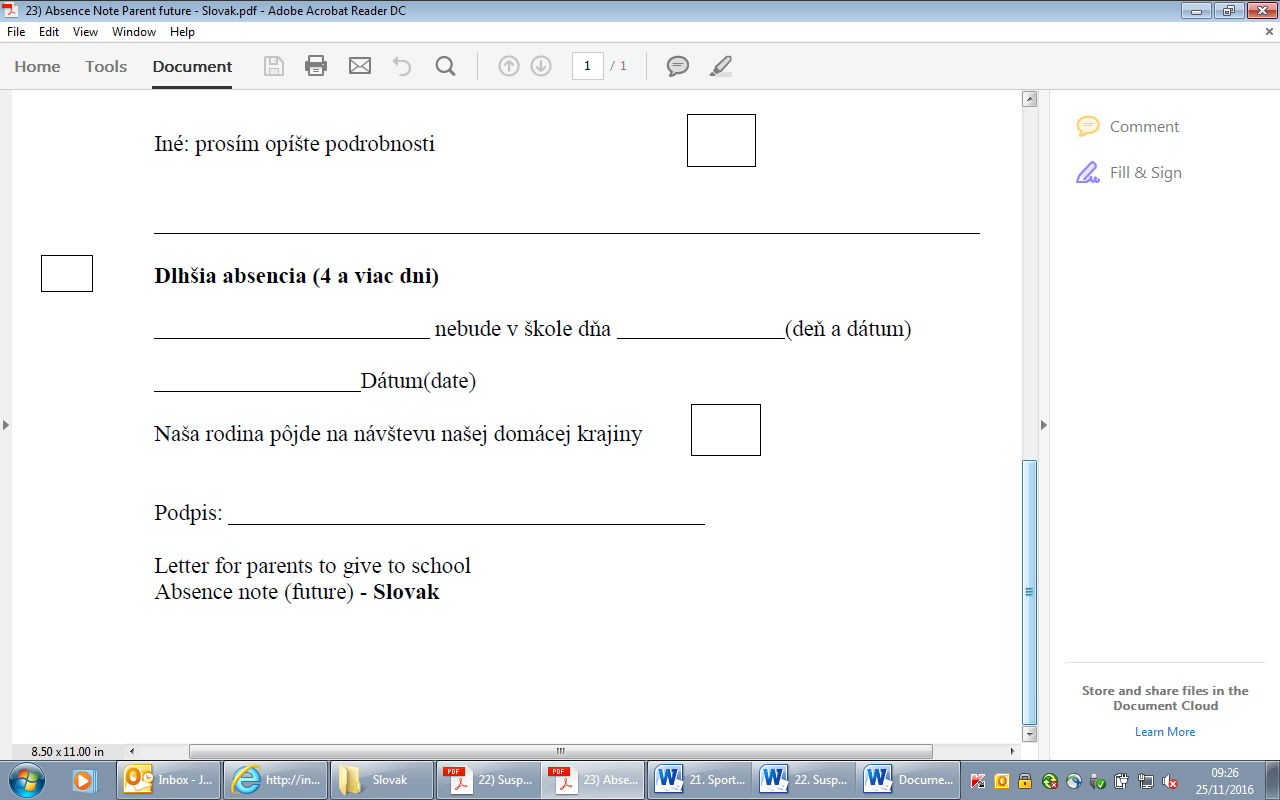 23) Absence Note Parent future - Slovak.pdf - Adobe Acrobat Reader DC
File Edit View Window Help
Home Tools Document 1 / 1
Iné: prosím opíšte podrobnosti
Dlhšia absencia (4 a viac dni)
nebude v škole dňa (deň a dátum)
Dátum(date)
Naša rodina pôjde na návštevu našej domácej krajiny
Podpis:
Letter for parents to give to school
Absence note (future) - Slovak
Comment
Fill & Sign
Store and share files in the
Document Cloud
Learn More
8.50 x 11.00 in
Inbox - J... http://in... Slovak 22) Susp... 23) Abse... 21. Sport... 22. Susp... Docume...
09:26
25/11/2016